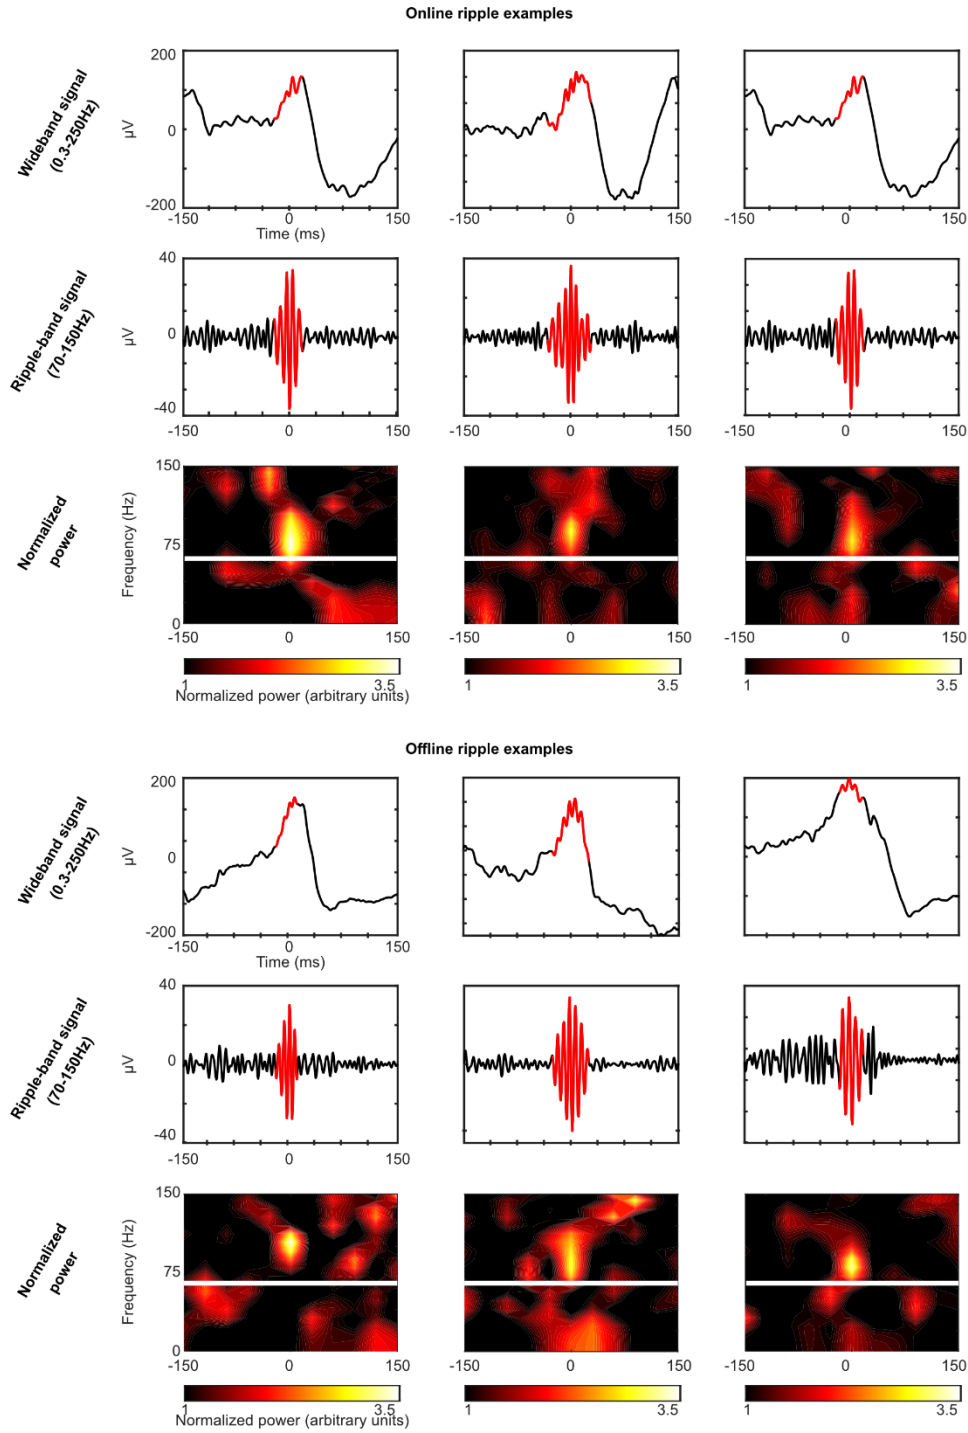 Online ripple examples
Wideband signal
(0.3-250Hz)
200
0
-200
µV
-150 0 150
Time (ms)
-150 0 150
-150 0 150
Ripple-band signal
(70-150Hz)
40
0
-40
µV
-150 0 150
-150 0 150
-150 0 150
Normalized
power
150
75
0
Frequency (Hz)
-150 0 150
-150 0 150
-150 0 150
1 3.5
1 3.5
1 3.5
Normalized power (arbitrary units)
Offline ripple examples
Wideband signal
(0.3-250Hz)
200
0
-200
µV
-150 0 150
Time (ms)
Ripple-band signal
(70-150Hz)
40
0
-40
µV
-150 0 150
Normalized
power
150
75
0
Frequency (Hz)
-150 0 150
-150 0 150
-150 0 150
1 3.5
1 3.5
1 3.5
Normalized power (arbitrary units)